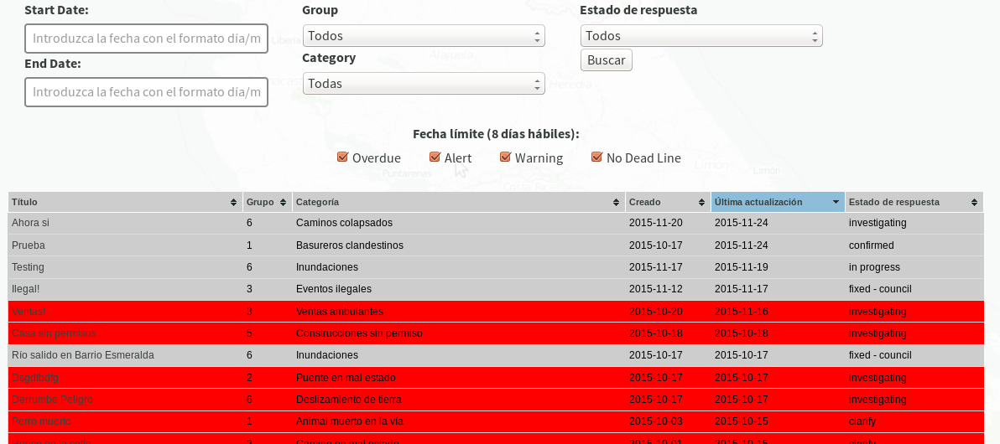 Start Date:
Group
Estado de respuesta
Introduzca la fecha con el formato día/m
Todos
Todos
End Date:
Category
Buscar
Introduzca la fecha con el formato día/m
Todas
Liberia
Alajuela
Heredia
Fecha límite (8 días hábiles):
Overdue Alert Warning No Dead Line
Puntarenas
Limón
Limón
Título Grupo Categoría Creado Última actualización Estado de respuesta
Ahora si 6 Caminos colapsados 2015-11-20 2015-11-24 investigating
Prueba 1 Basureros clandestinos 2015-10-17 2015-11-24 confirmed
Testing 6 Inundaciones 2015-11-17 2015-11-19 in progress
Ilegal! 3 Eventos ilegales 2015-11-12 2015-11-17 fixed - council
Ventas! 3 Ventas ambulantes 2015-10-20 2015-11-16 investigating
Casa sin permisos 5 Construcciones sin permiso 2015-10-18 2015-10-18 investigating
Río salido en Barrio Esmeralda 6 Inundaciones 2015-10-17 2015-10-17 fixed - council
Dsgdfbdfg 2 Puente en mal estado 2015-10-17 2015-10-17 investigating
Derrumbe Peligro 6 Deslizamiento de tierra 2015-10-17 2015-10-17 investigating
Perro muerto 1 Animal muerto en la vía 2015-10-03 2015-10-15 clarify
2 Camino en mal estado 2015-10-01 2015-10-15 clarify